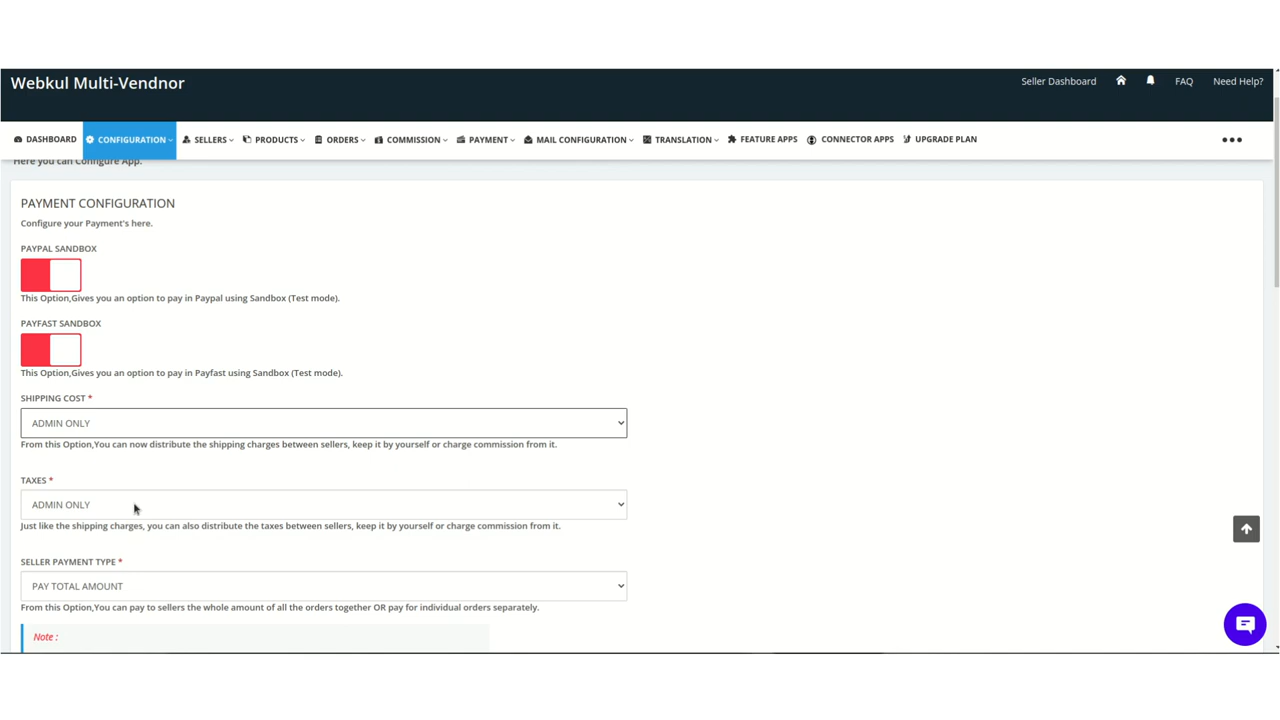 Webkul Multi-Vendnor
Seller Dashboard FAQ Need Help?
DASHBOARD CONFIGURATION SELLERS PRODUCTS ORDERS COMMISSION PAYMENT MAIL CONFIGURATION TRANSLATION FEATURE APPS CONNECTOR APPS UPGRADE PLAN
Here you can Configure App.
PAYMENT CONFIGURATION
Configure your Payment's here.
PAYPAL SANDBOX
This Option,Gives you an option to pay in Paypal using Sandbox (Test mode).
PAYFAST SANDBOX
This Option,Gives you an option to pay in Payfast using Sandbox (Test mode).
SHIPPING COST *
ADMIN ONLY
From this Option,You can now distribute the shipping charges between sellers, keep it by yourself or charge commission from it.
TAXES *
ADMIN ONLY
Just like the shipping charges, you can also distribute the taxes between sellers, keep it by yourself or charge commission from it.
SELLER PAYMENT TYPE *
PAY TOTAL AMOUNT
From this Option,You can pay to sellers the whole amount of all the orders together OR pay for individual orders separately.
Note :